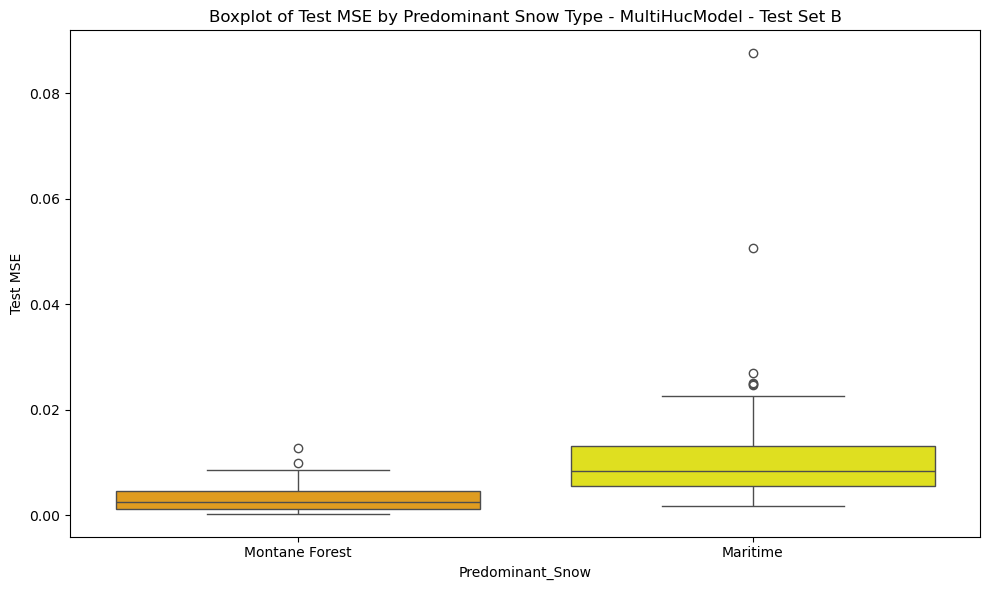 Boxplot of Test MSE by Predominant Snow Type - MultiHucModel - Test Set B
Test MSE
0.08
0.06
0.04
0.02
0.00
Montane Forest
Maritime
Predominant_Snow